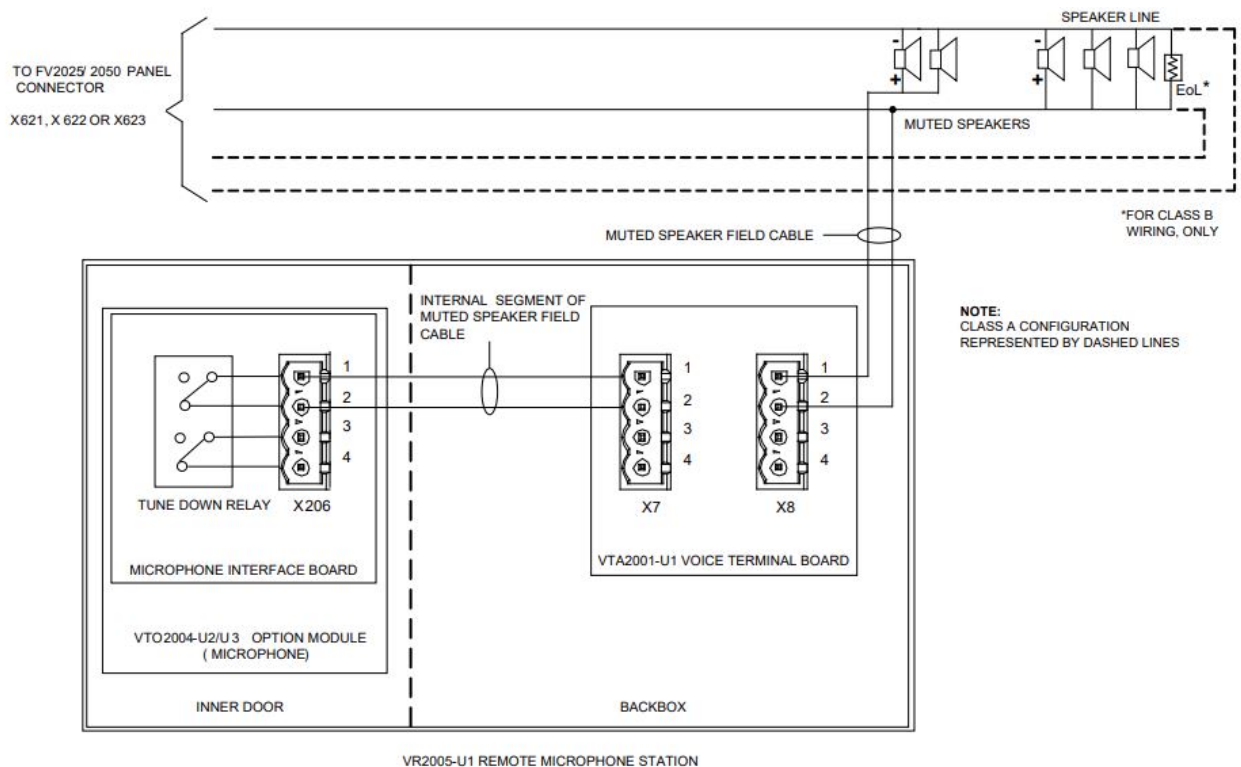 SPEAKER LINE
TO FV2025/ 2050 PANEL
CONNECTOR
X621, X 622 OR X623
-
+
-
+
EoL*
MUTED SPEAKERS
*FOR CLASS B
WIRING, ONLY
MUTED SPEAKER FIELD CABLE
INTERNAL SEGMENT OF
MUTED SPEAKER FIELD
CABLE
NOTE:
CLASS A CONFIGURATION
REPRESENTED BY DASHED LINES
1
2
3
4
1
2
3
4
1
2
3
4
TUNE DOWN RELAY
X206
X7
X8
MICROPHONE INTERFACE BOARD
VTA2001-U1 VOICE TERMINAL BOARD
VTO2004-U2/U3 OPTION MODULE
( MICROPHONE)
INNER DOOR
BACKBOX
VR2005-U1 REMOTE MICROPHONE STATION